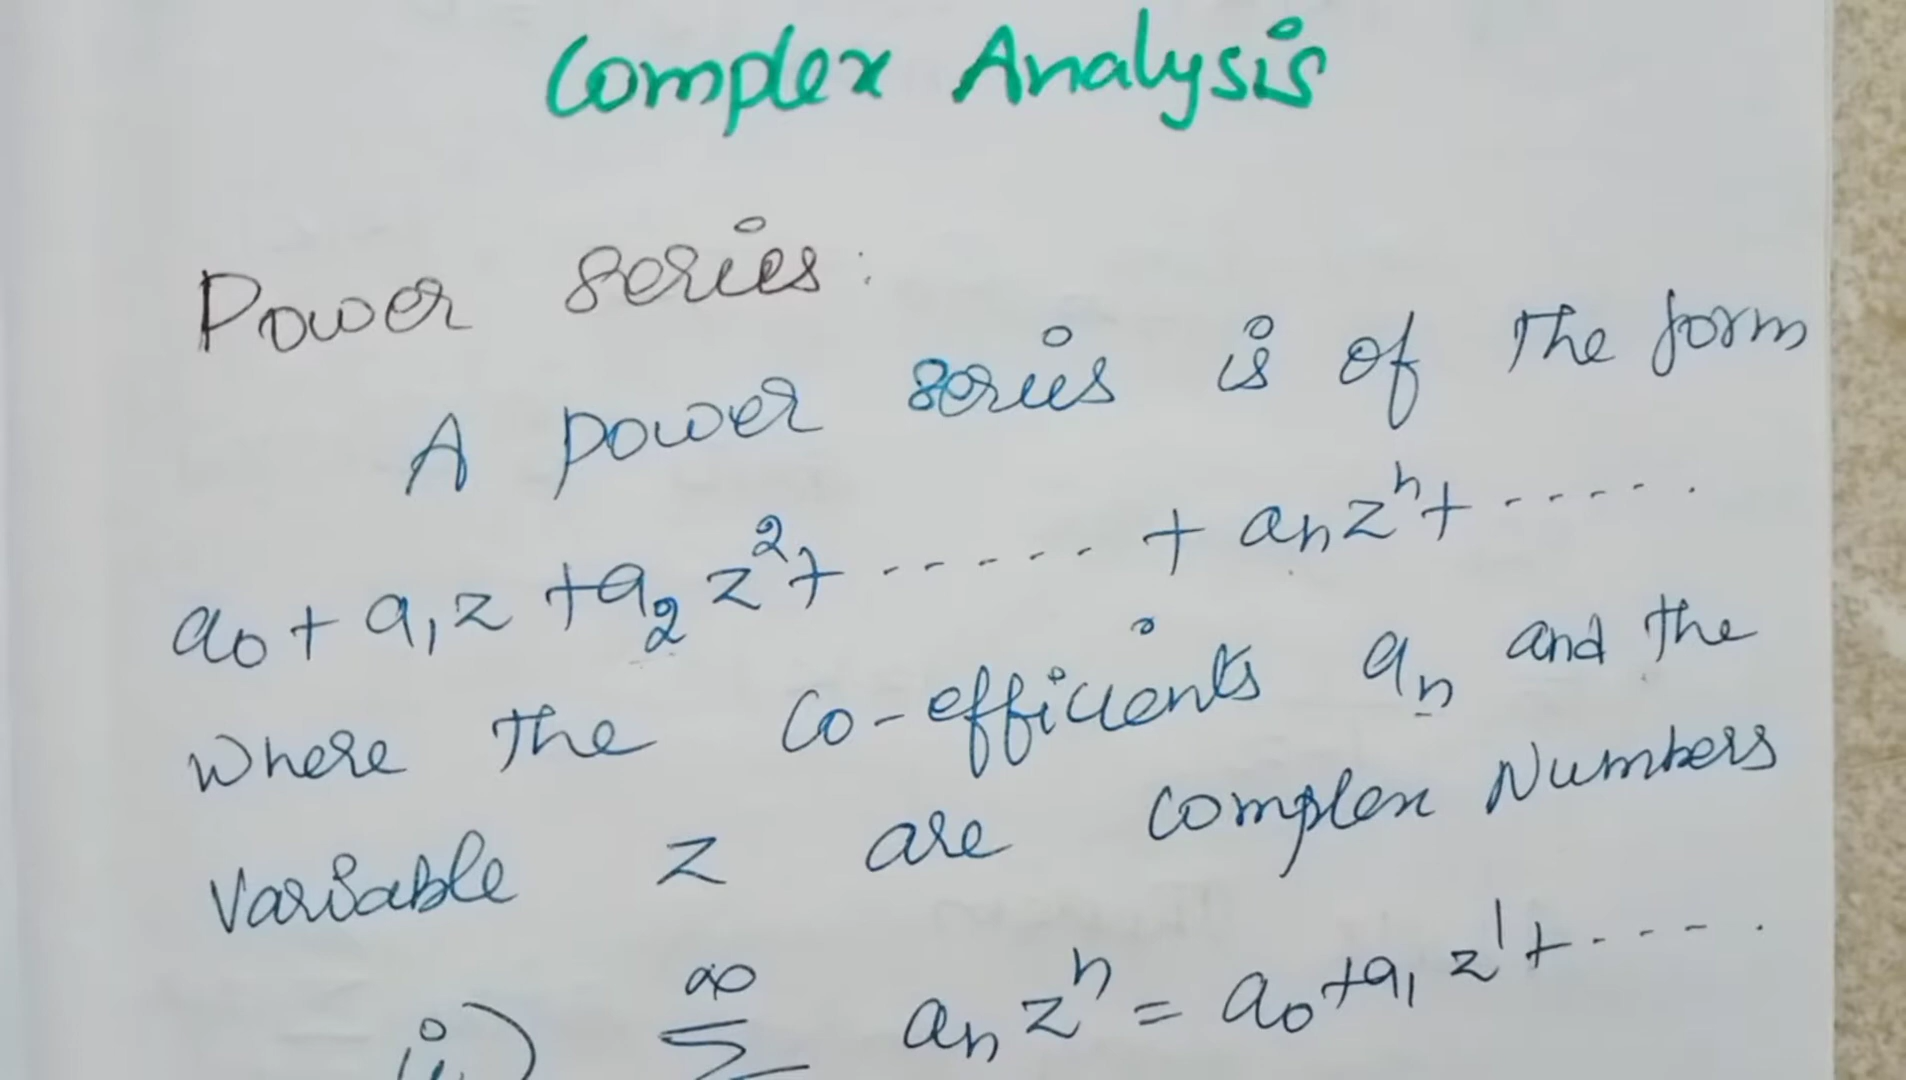 Complex Analysis
Power series:
A power series is of the form
a₀ + a₁z + a₂z² + ------ + aₙzⁿ + -----.
where the co-efficients aₙ and the
variable z are complex Numbers
i) ∞ Σ aₙzⁿ = a₀ + a₁z¹ + ----.